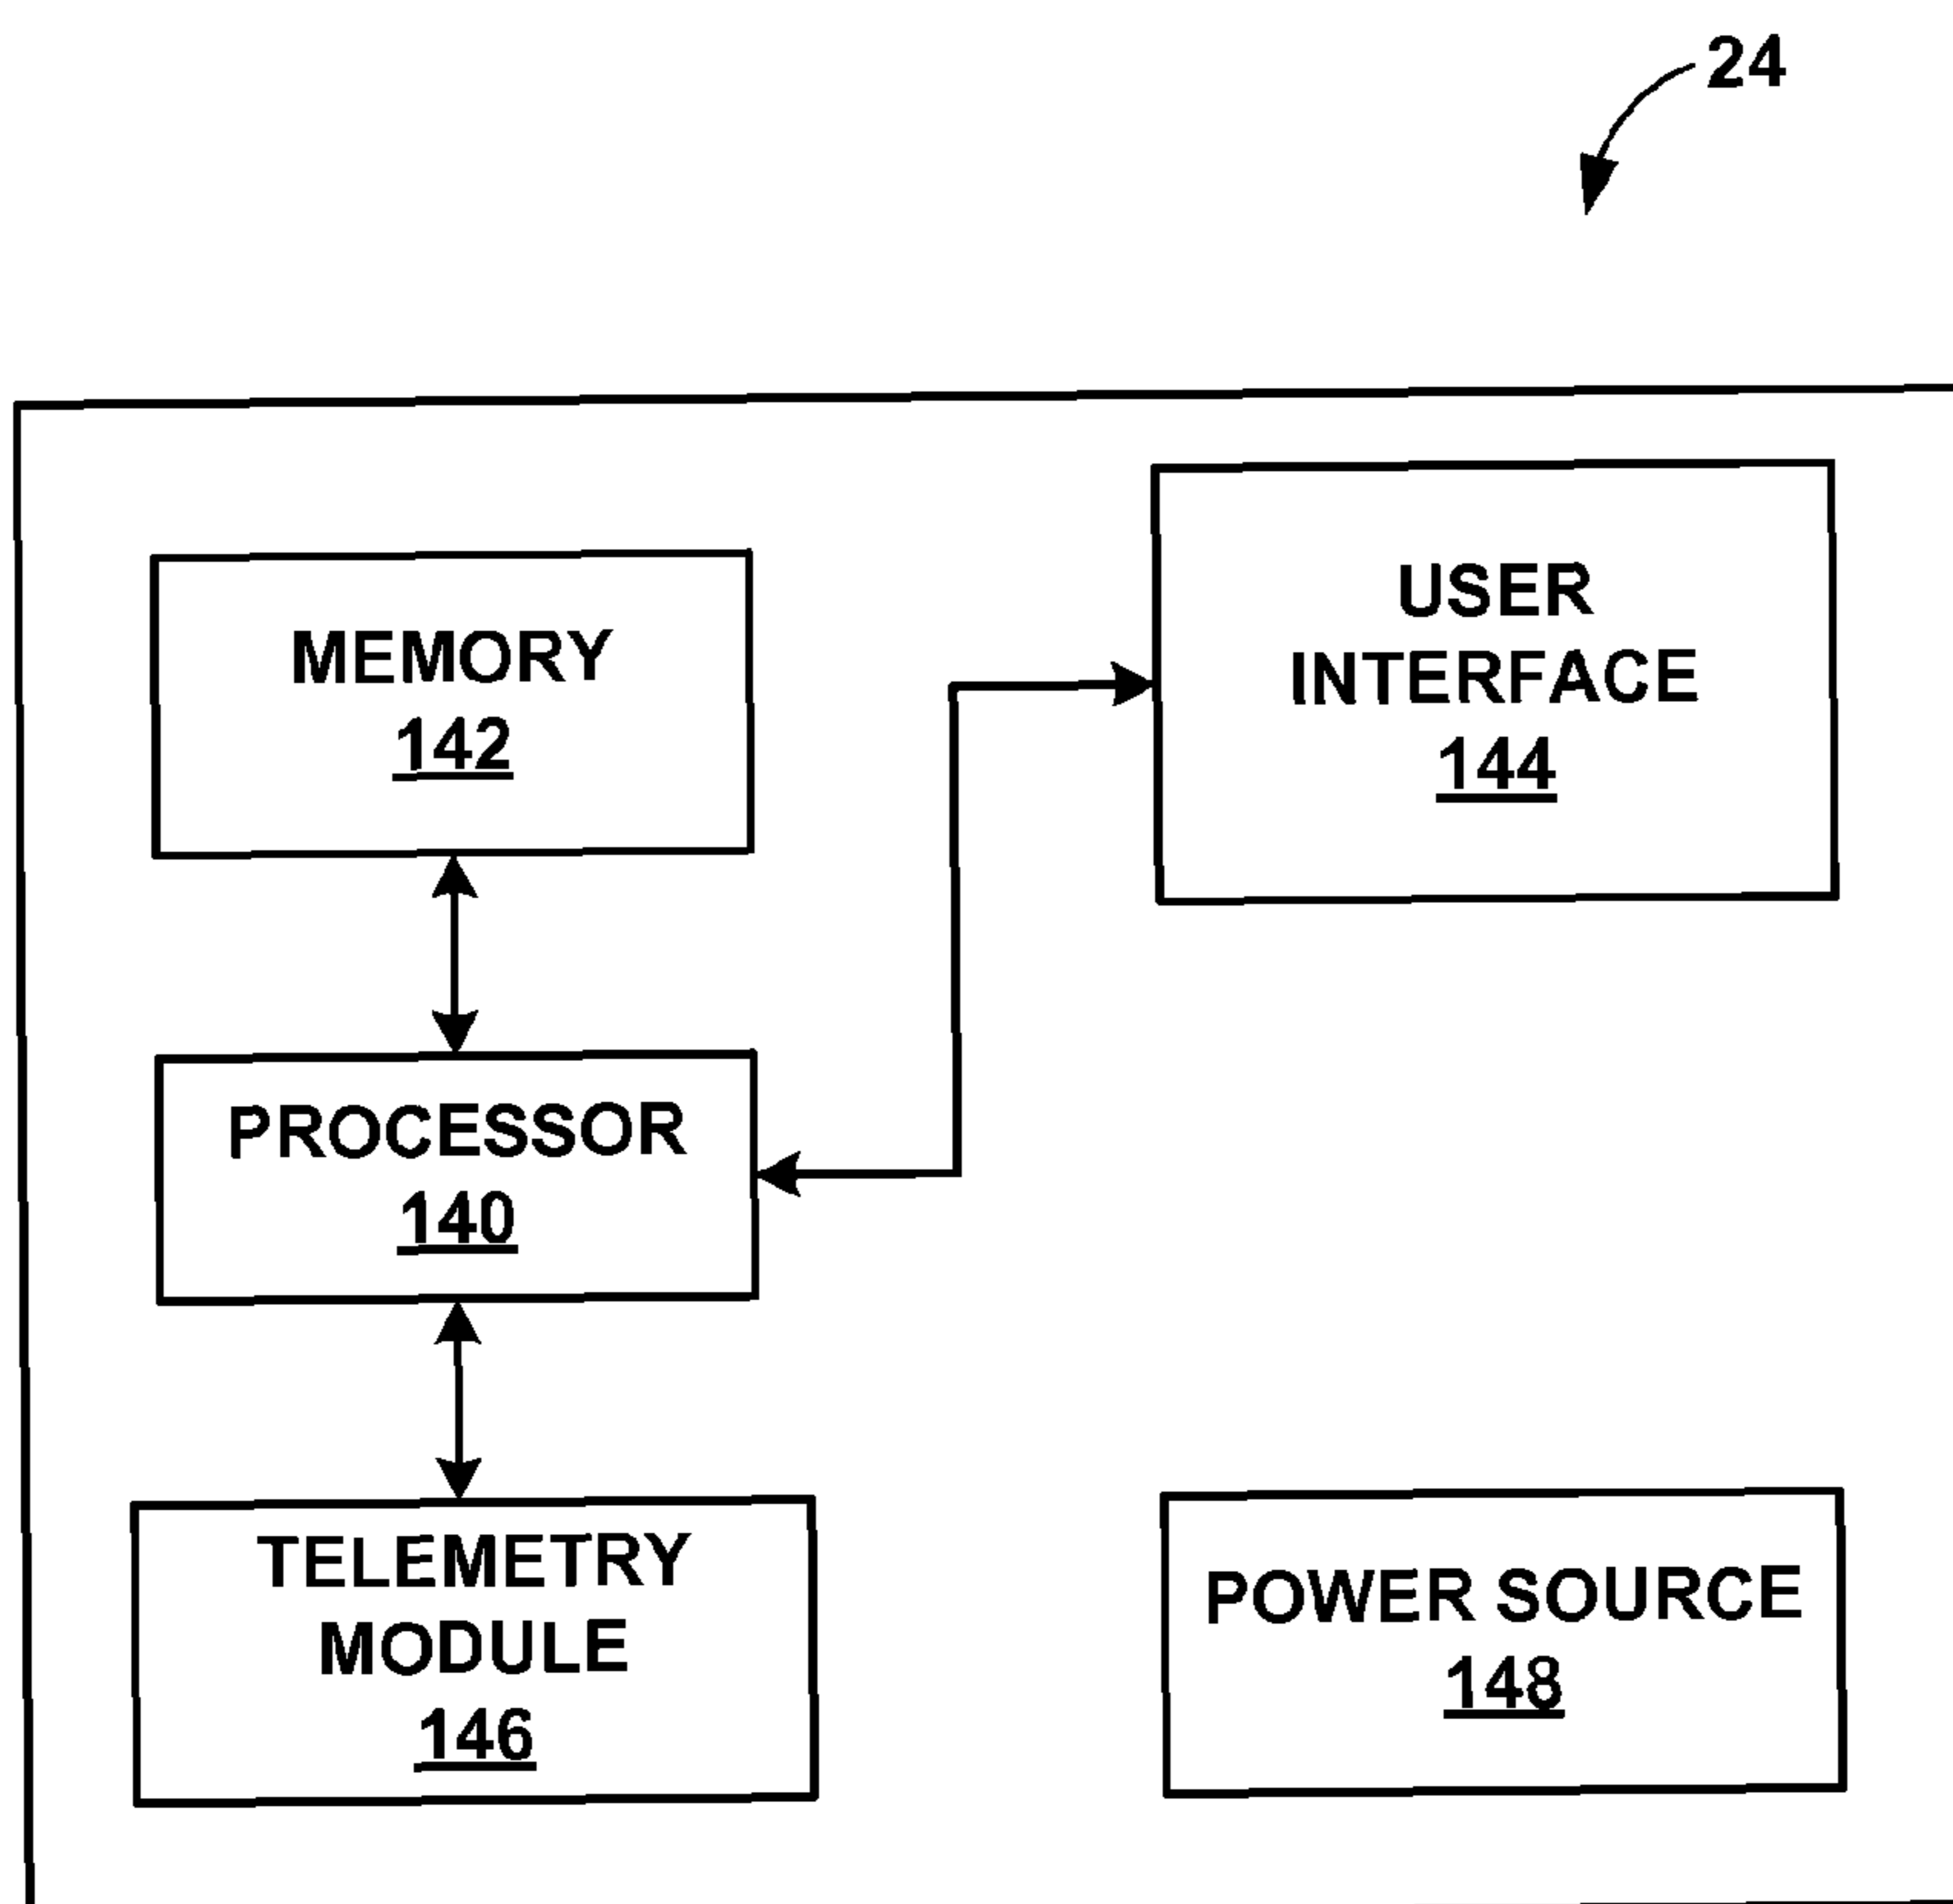 24
MEMORY
142
USER
INTERFACE
144
PROCESSOR
140
TELEMETRY
MODULE
146
POWER SOURCE
148